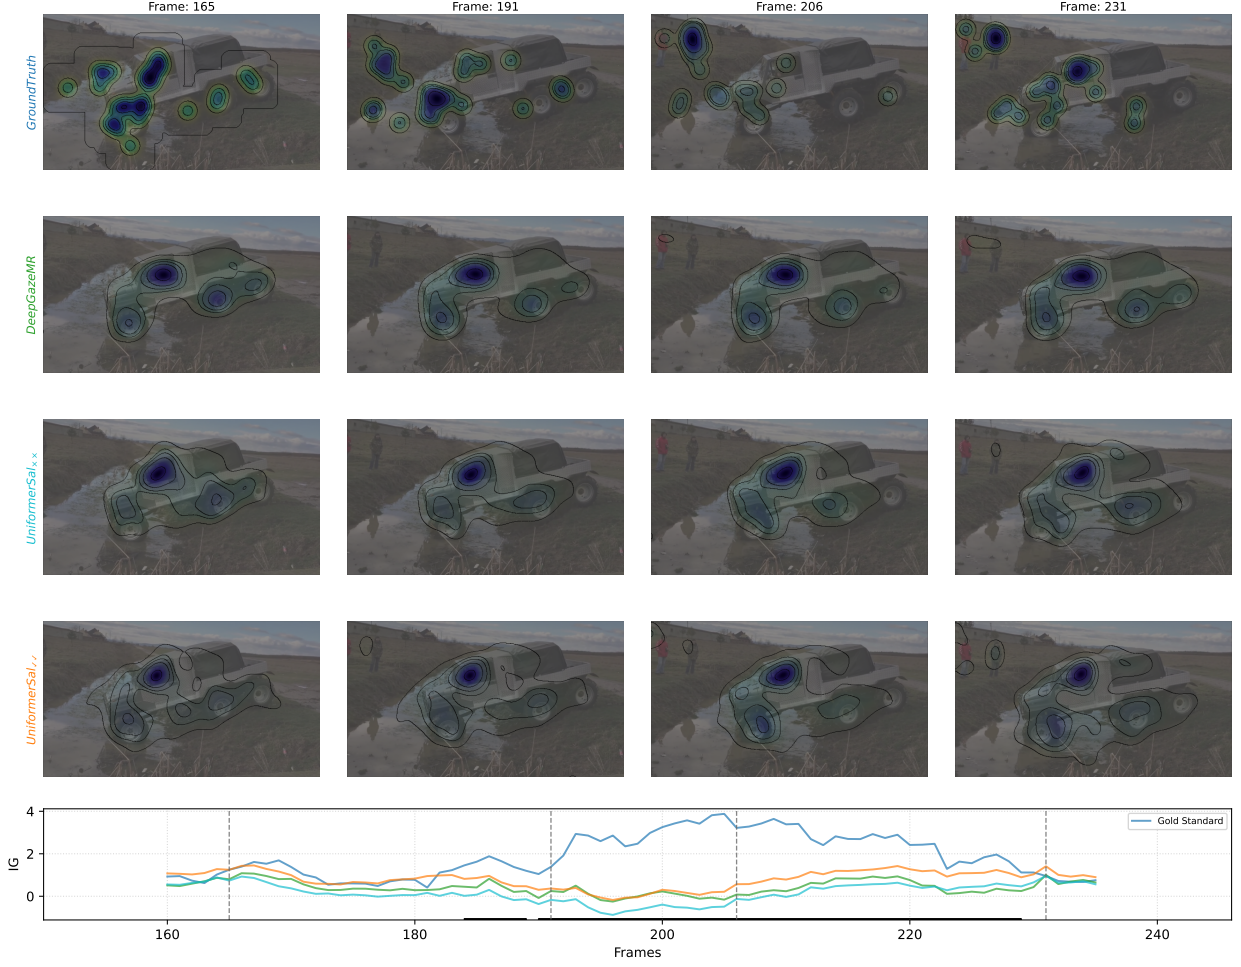 Frame: 165 Frame: 191 Frame: 206 Frame: 231
GroundTruth
DeepGazeMR
UniformerSal××
UniformerSal✓✓
4
2
0
IG
Gold Standard
160 180 200 220 240
Frames